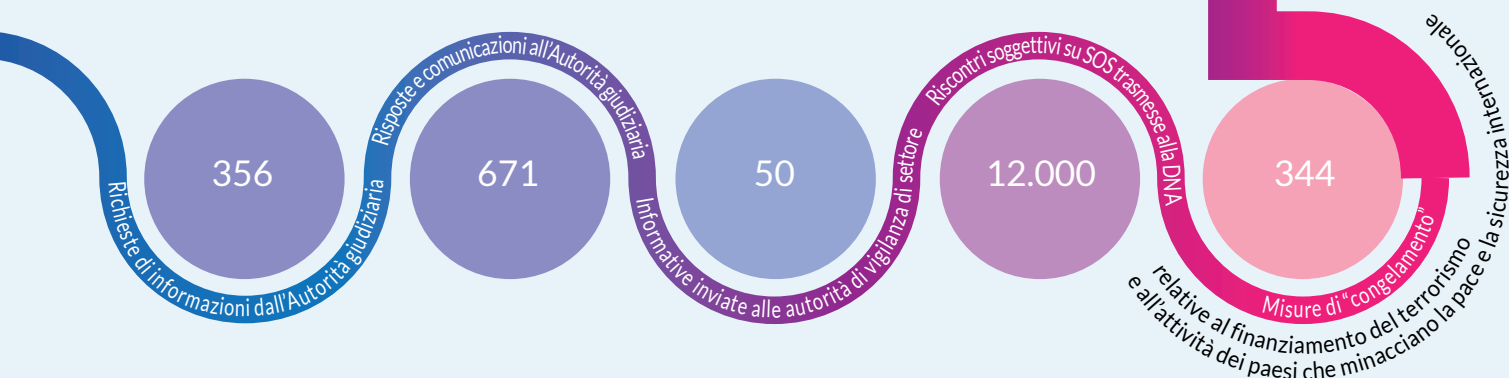 356
Richieste di informazioni dall'Autorità giudiziaria
671
Risposte e comunicazioni all'Autorità giudiziaria
50
Informative inviate alle autorità di vigilanza di settore
12.000
Riscontri soggettivi su SOS trasmesse alla DNA
344
Misure di "congelamento"
relative al finanziamento del terrorismo
e all'attività dei paesi che minacciano la pace e la sicurezza internazionale